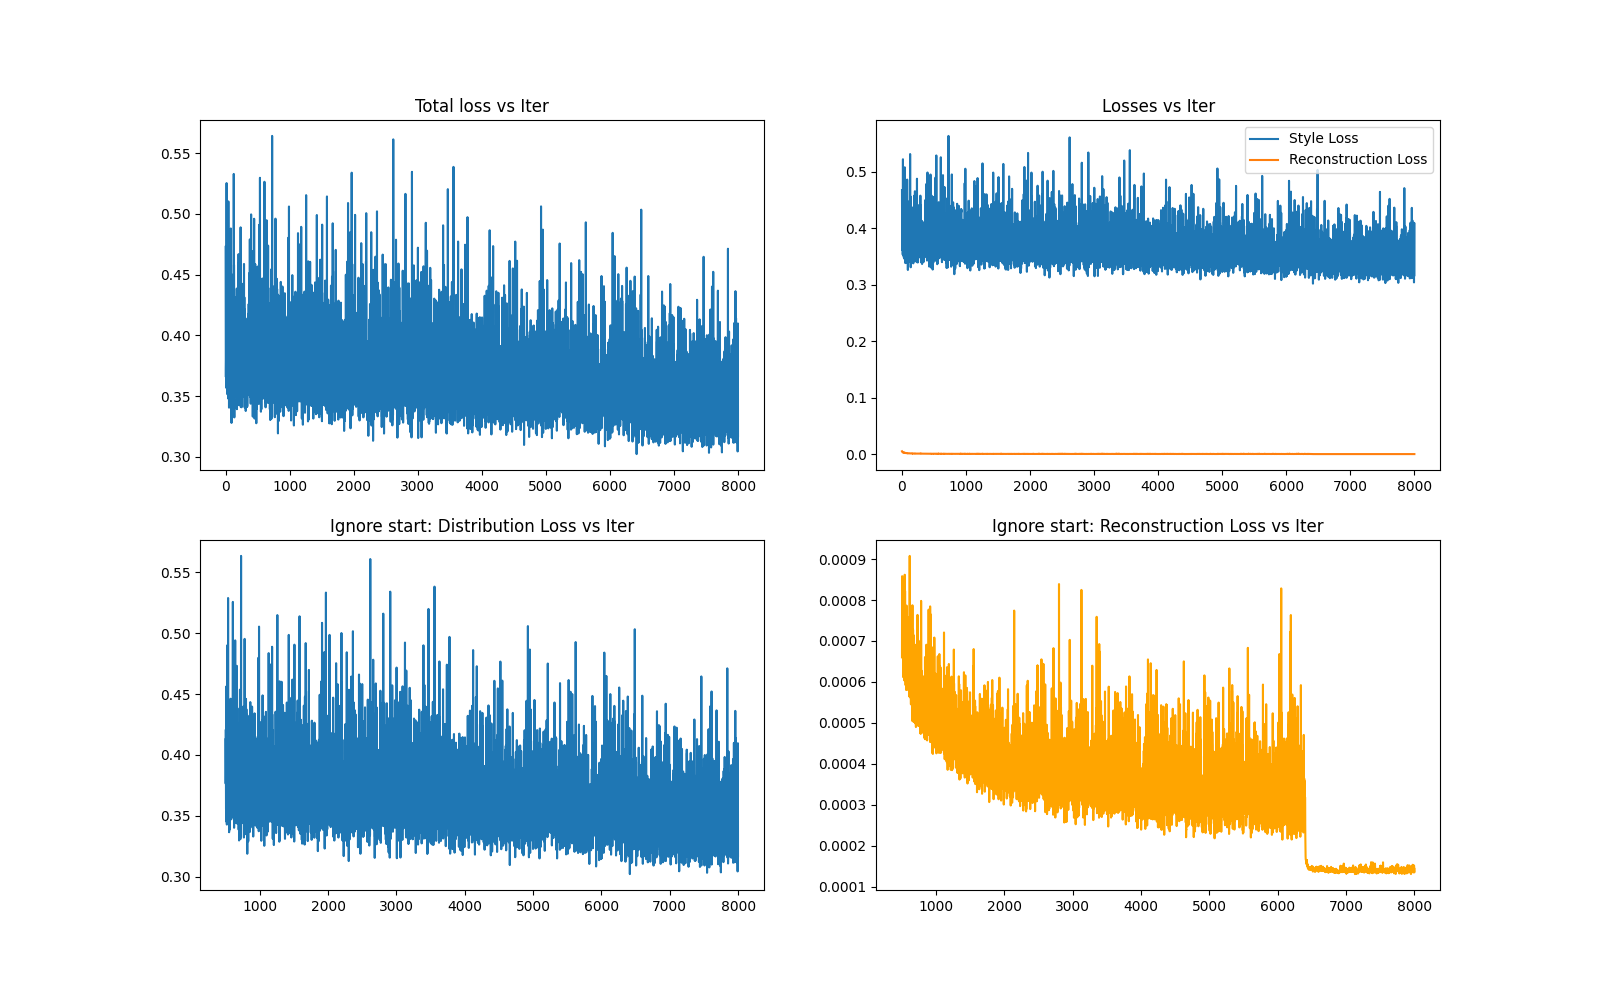 Total loss vs Iter
0.55
0.50
0.45
0.40
0.35
0.30
0 1000 2000 3000 4000 5000 6000 7000 8000
Losses vs Iter
Style Loss
Reconstruction Loss
0.5
0.4
0.3
0.2
0.1
0.0
0 1000 2000 3000 4000 5000 6000 7000 8000
Ignore start: Distribution Loss vs Iter
0.55
0.50
0.45
0.40
0.35
0.30
1000 2000 3000 4000 5000 6000 7000 8000
Ignore start: Reconstruction Loss vs Iter
0.0009
0.0008
0.0007
0.0006
0.0005
0.0004
0.0003
0.0002
0.0001
1000 2000 3000 4000 5000 6000 7000 8000